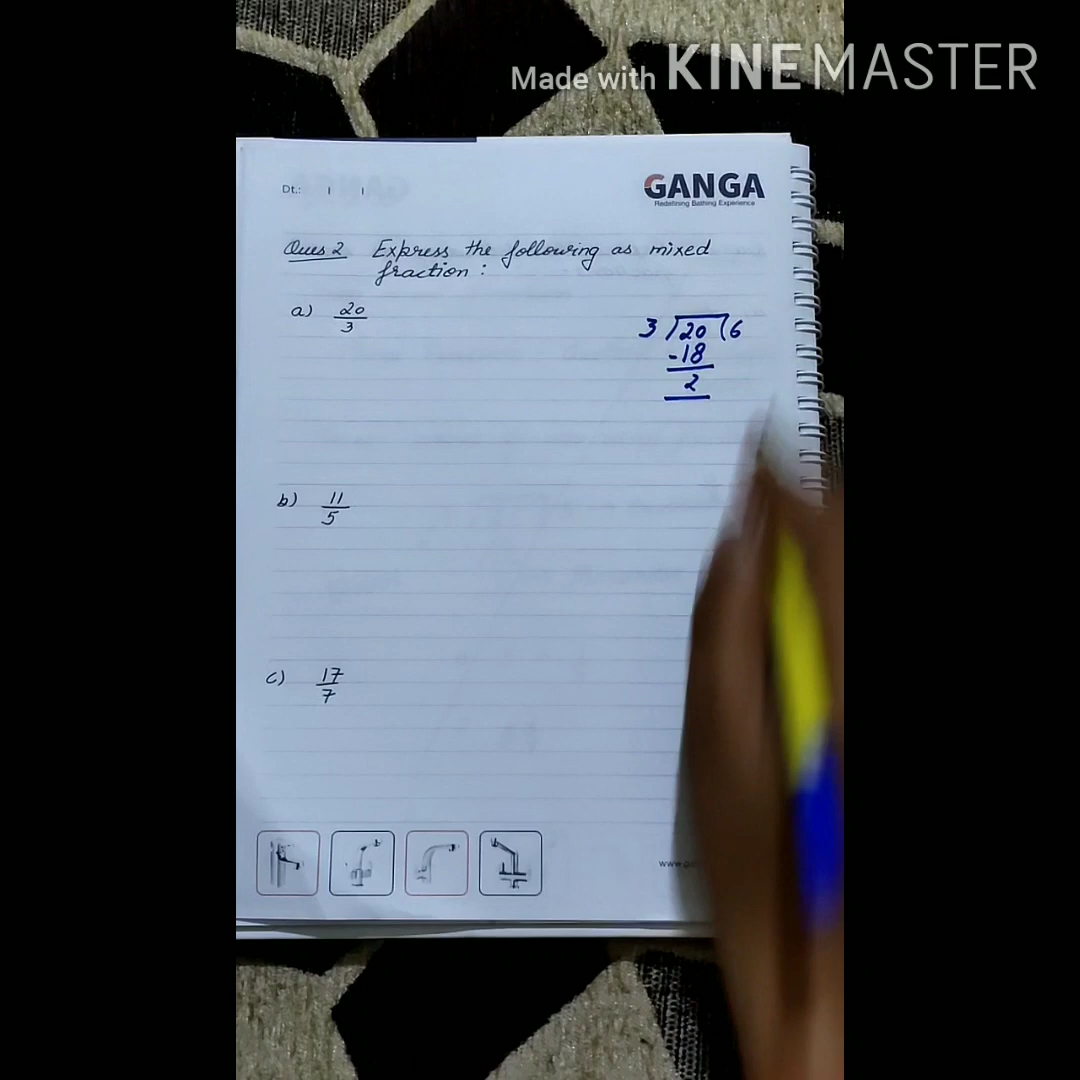 Made with KINEMASTER
Dt.: / /
GANGA
Redefining Bathing Experience
Ques 2 Express the following as mixed
fraction :
a) 20/3
3 20 6
-18
2
b) 11/5
c) 17/7